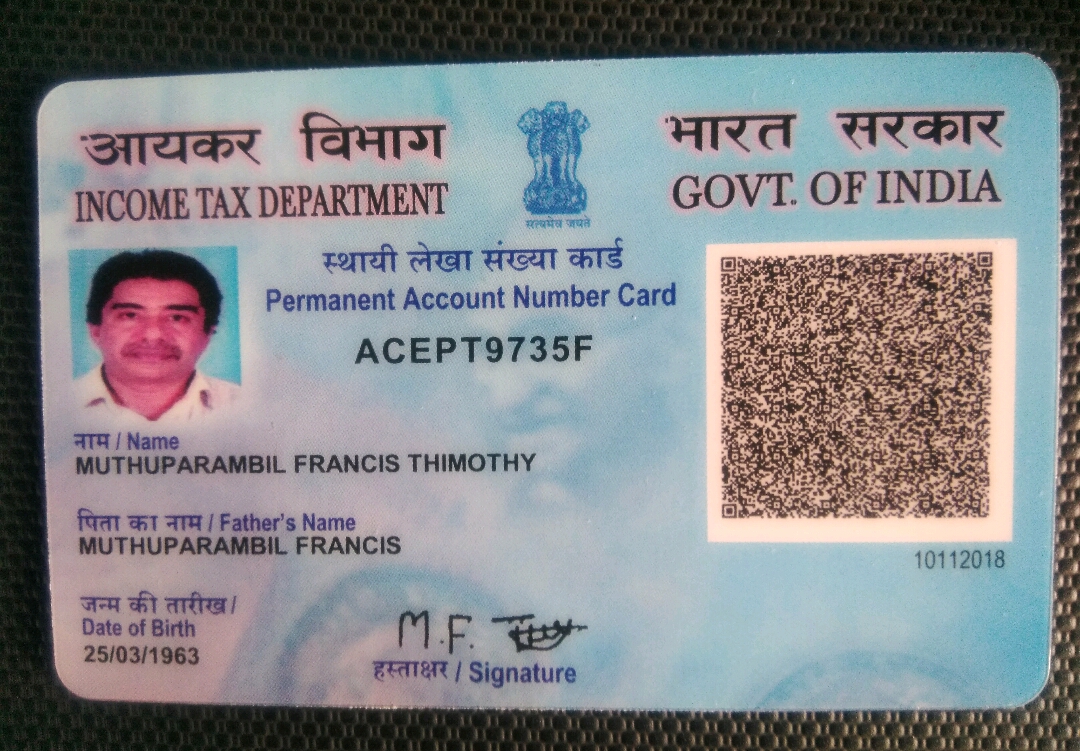 आयकर विभाग
INCOME TAX DEPARTMENT
सत्यमेव जयते
भारत सरकार
GOVT. OF INDIA
स्थायी लेखा संख्या कार्ड
Permanent Account Number Card
ACEPT9735F
नाम / Name
MUTHUPARAMBIL FRANCIS THIMOTHY
पिता का नाम / Father's Name
MUTHUPARAMBIL FRANCIS
10112018
जन्म की तारीख /
Date of Birth
25/03/1963
M.F.
हस्ताक्षर / Signature